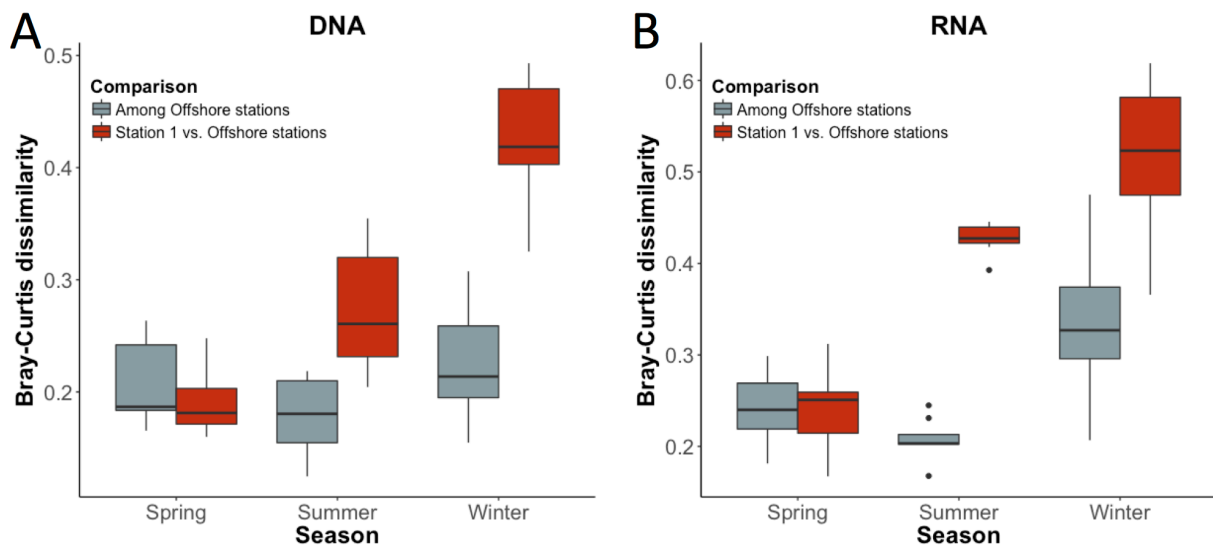 A
DNA
0.5
0.4
0.3
0.2
Bray-Curtis dissimilarity
Comparison
Among Offshore stations
Station 1 vs. Offshore stations
Spring Summer Winter
Season
B
RNA
0.6
0.5
0.4
0.3
0.2
Bray-Curtis dissimilarity
Comparison
Among Offshore stations
Station 1 vs. Offshore stations
Spring Summer Winter
Season